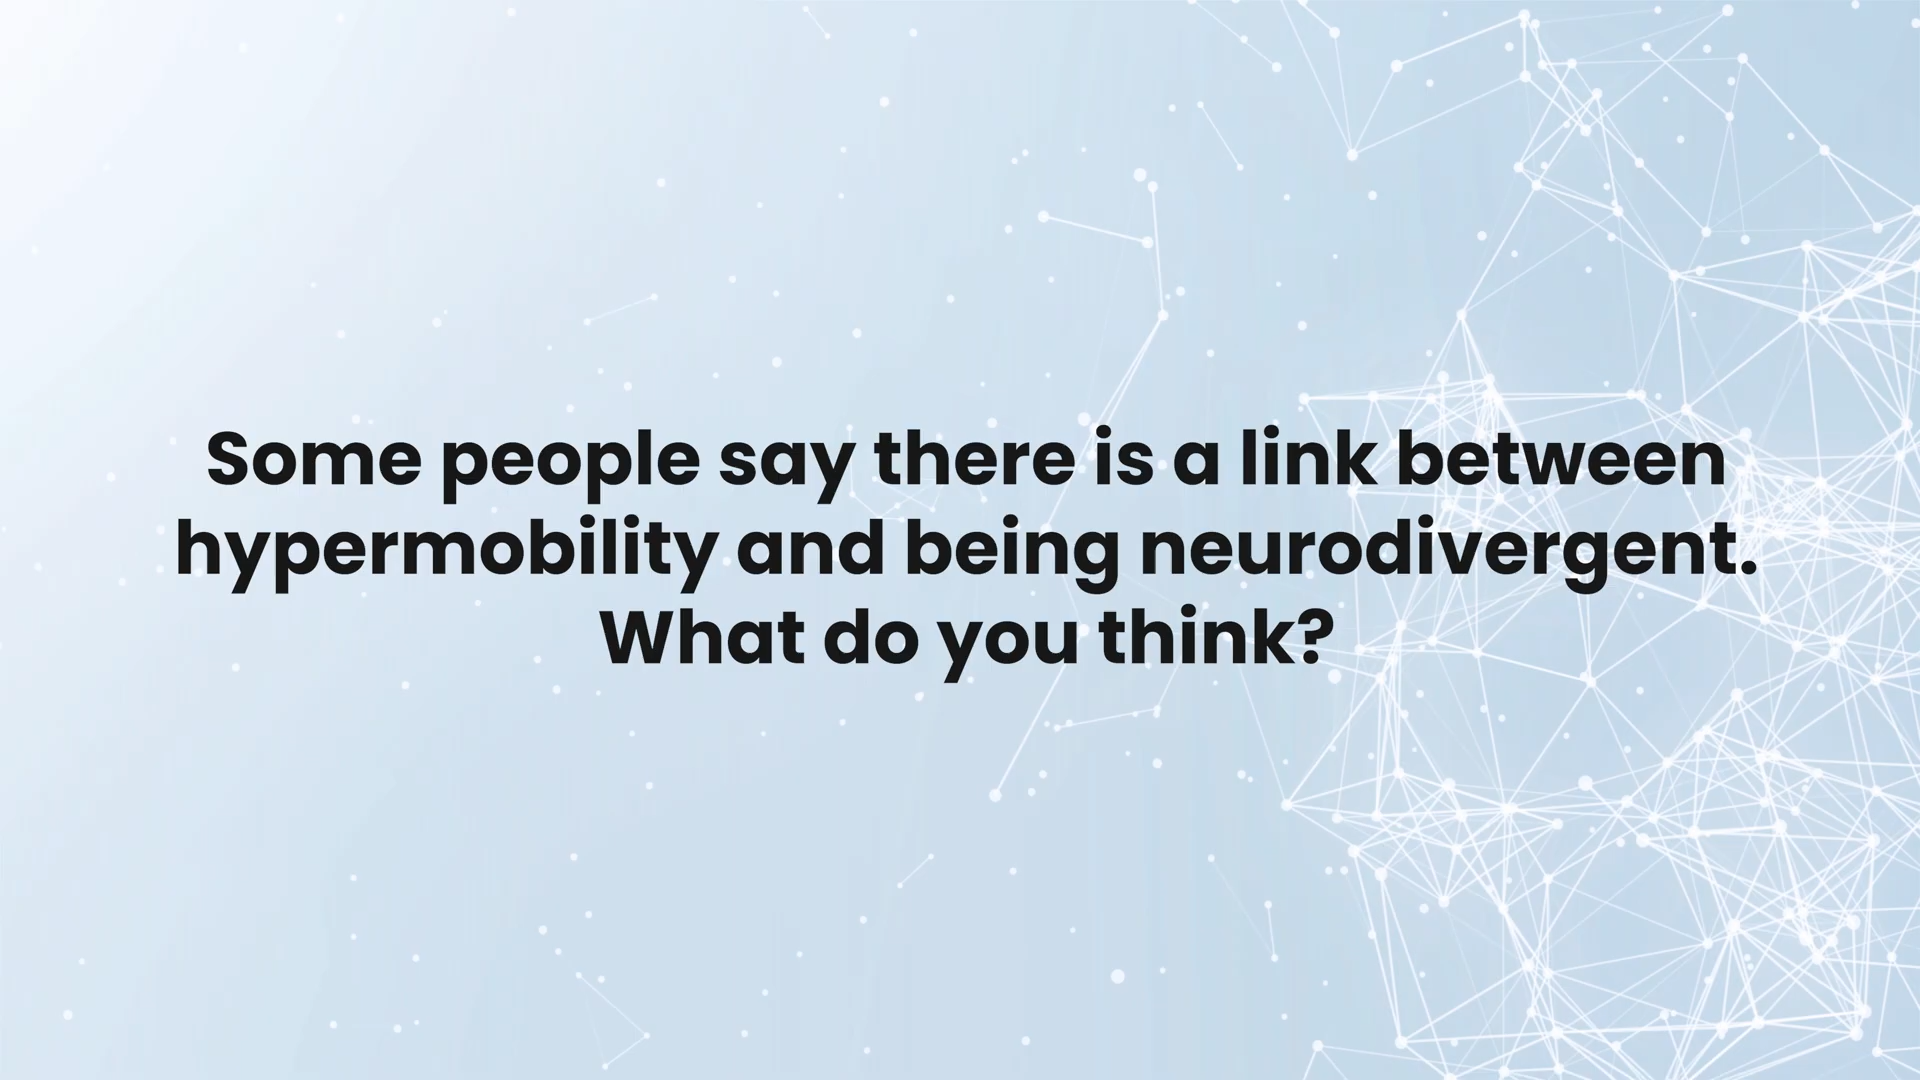 Some people say there is a link between
hypermobility and being neurodivergent.
What do you think?